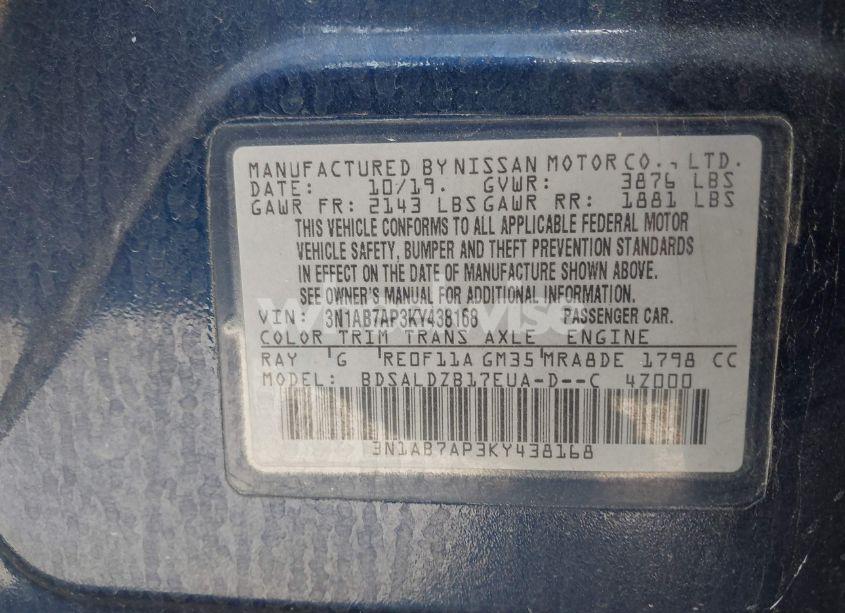 MANUFACTURED BY NISSAN MOTOR CO., LTD.
DATE: 10/19. GVWR: 3876 LBS
GAWR FR: 2143 LBS GAWR RR: 1881 LBS
THIS VEHICLE CONFORMS TO ALL APPLICABLE FEDERAL MOTOR
VEHICLE SAFETY, BUMPER AND THEFT PREVENTION STANDARDS
IN EFFECT ON THE DATE OF MANUFACTURE SHOWN ABOVE.
SEE OWNER'S MANUAL FOR ADDITIONAL INFORMATION.
VIN: 3N1AB7AP3KY438168 PASSENGER CAR.
COLOR TRIM TRANS AXLE ENGINE
RAY G RE0F11A GM35 MRA8DE 1798 CC
MODEL: BDSALDZB17EUA-D--C 4Z000
3N1AB7AP3KY438168